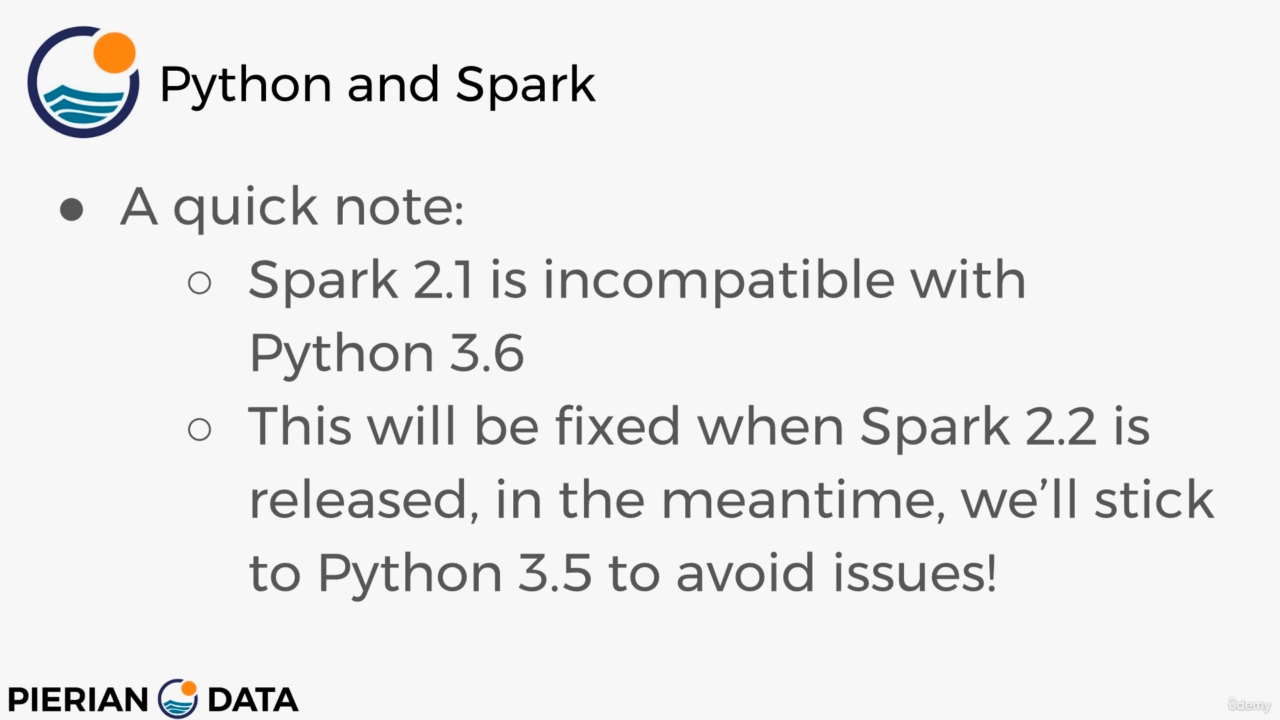 Python and Spark
● A quick note:
○ Spark 2.1 is incompatible with
Python 3.6
○ This will be fixed when Spark 2.2 is
released, in the meantime, we’ll stick
to Python 3.5 to avoid issues!
PIERIAN DATA
ûdemy